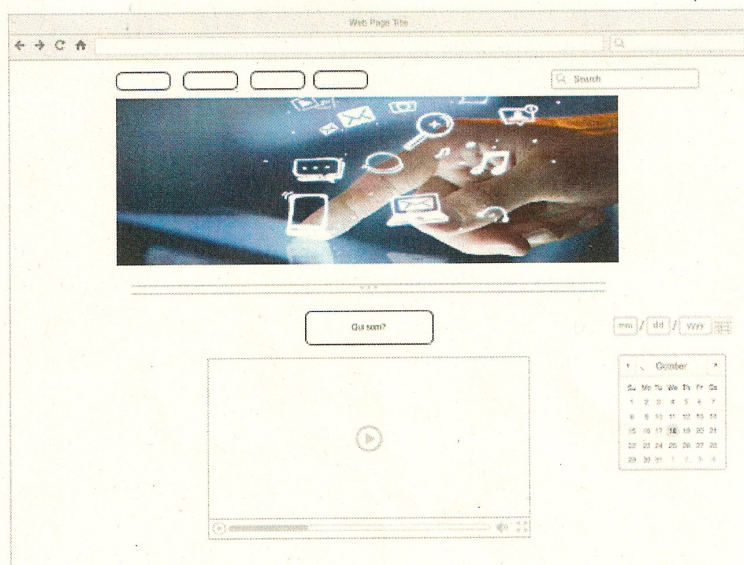 Web Page Title
Search
Qui som?
mm / dd / yyyy
October
Su Mo Tu We Th Fr Sa
1 2 3 4 5 6 7
8 9 10 11 12 13 14
15 16 17 18 19 20 21
22 23 24 25 26 27 28
29 30 31 1 2 3 4